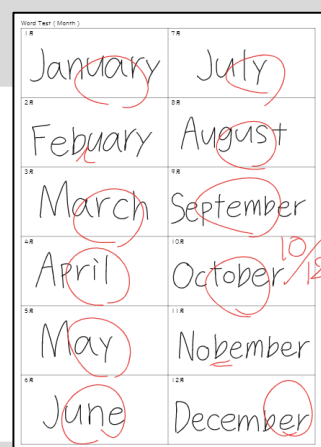 Word Test ( Month )
1月
January
2月
Febuary
3月
March
4月
April
5月
May
6月
June
7月
July
8月
August
9月
September
10月
October
11月
Nobember
12月
December
10/12